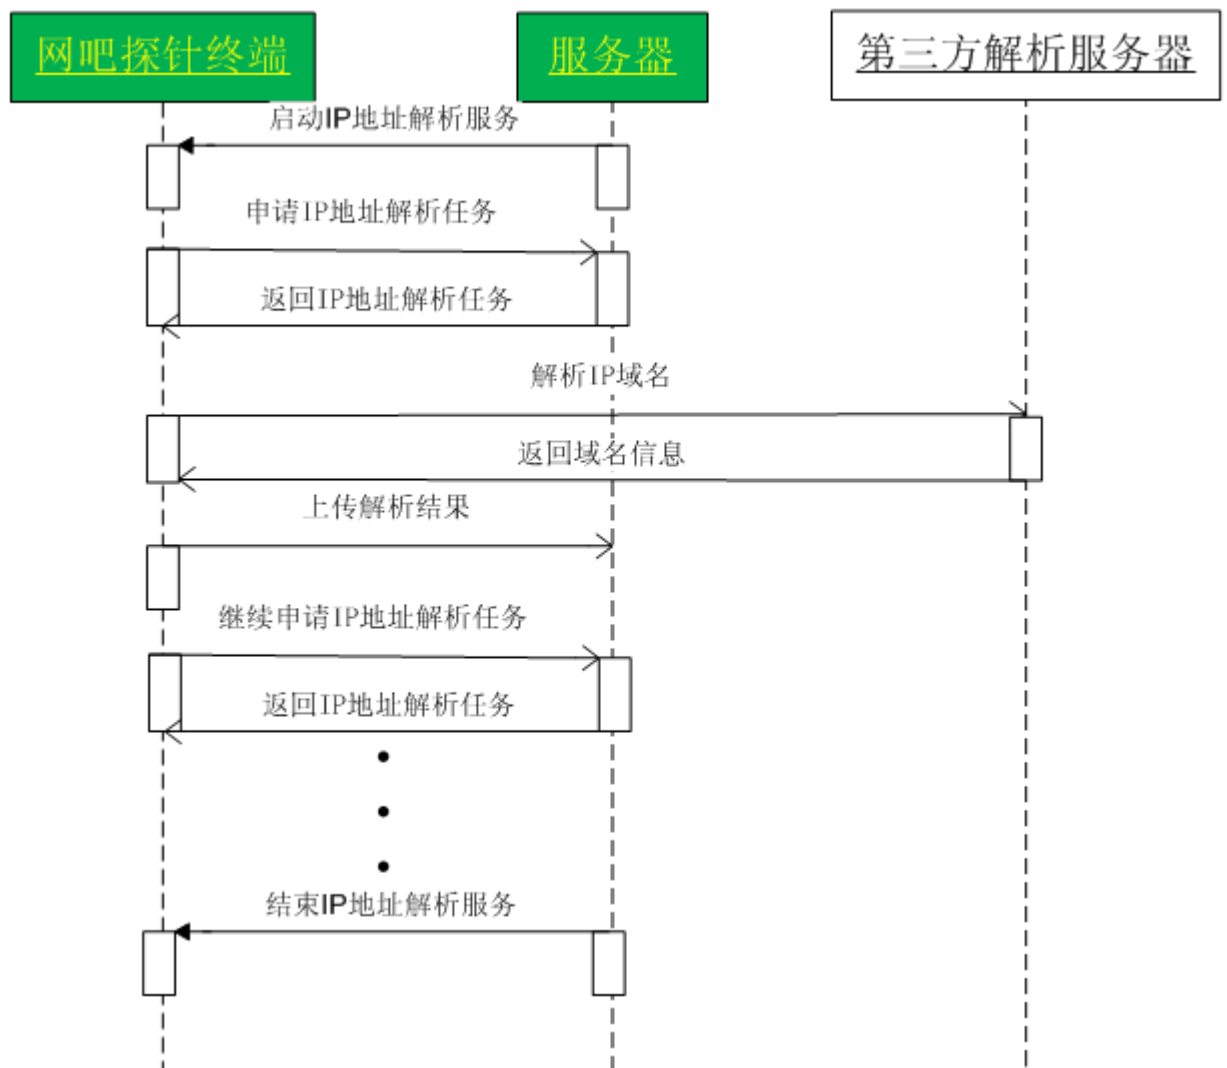 网吧探针终端
服务器
第三方解析服务器
启动IP地址解析服务
申请IP地址解析任务
返回IP地址解析任务
解析IP域名
返回域名信息
上传解析结果
继续申请IP地址解析任务
返回IP地址解析任务
结束IP地址解析服务